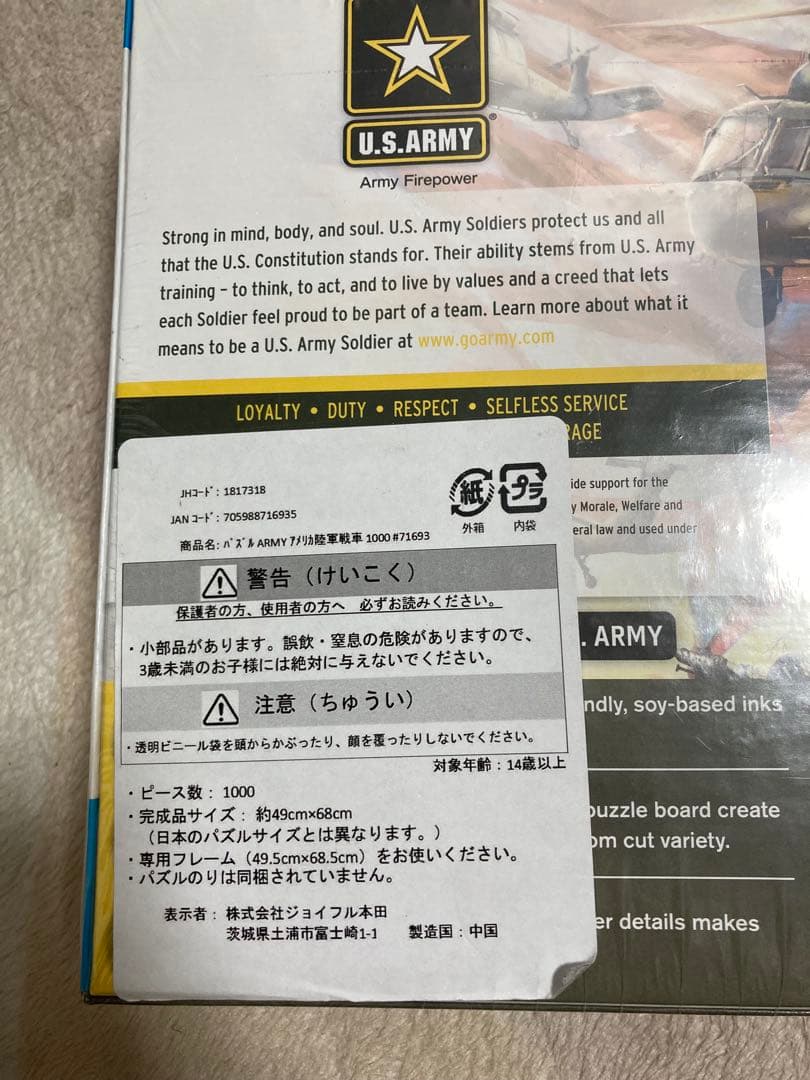 U.S.ARMY
Army Firepower
Strong in mind, body, and soul. U.S. Army Soldiers protect us and all
that the U.S. Constitution stands for. Their ability stems from U.S. Army
training – to think, to act, and to live by values and a creed that lets
each Soldier feel proud to be part of a team. Learn more about what it
means to be a U.S. Army Soldier at www.goarmy.com
LOYALTY • DUTY • RESPECT • SELFLESS SERVICE
RAGE
ide support for the
y Morale, Welfare and
eral law and used under
JHコード: 1817318
JAN コード: 705988716935
紙 プラ
外箱 内袋
商品名: パズル ARMY アメリカ陸軍戦車 1000 #71693
警告(けいこく)
保護者の方、使用者の方へ 必ずお読みください。
・小部品があります。誤飲・窒息の危険がありますので、
3歳未満のお子様には絶対に与えないでください。
注意(ちゅうい)
・透明ビニール袋を頭からかぶったり、顔を覆ったりしないでください。
対象年齢:14歳以上
・ピース数: 1000
・完成品サイズ: 約49cm×68cm
(日本のパズルサイズとは異なります。)
・専用フレーム(49.5cm×68.5cm)をお使いください。
・パズルのりは同梱されていません。
表示者: 株式会社ジョイフル本田
茨城県土浦市富士崎1-1 製造国:中国
. ARMY
ndly, soy-based inks
puzzle board create
om cut variety.
er details makes